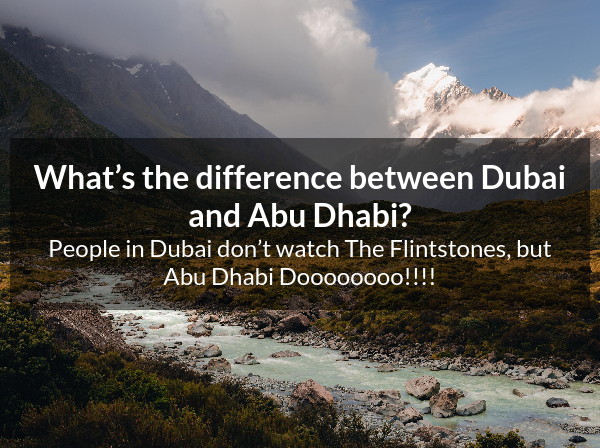 What’s the difference between Dubai
and Abu Dhabi?
People in Dubai don’t watch The Flintstones, but
Abu Dhabi Doooooooo!!!!